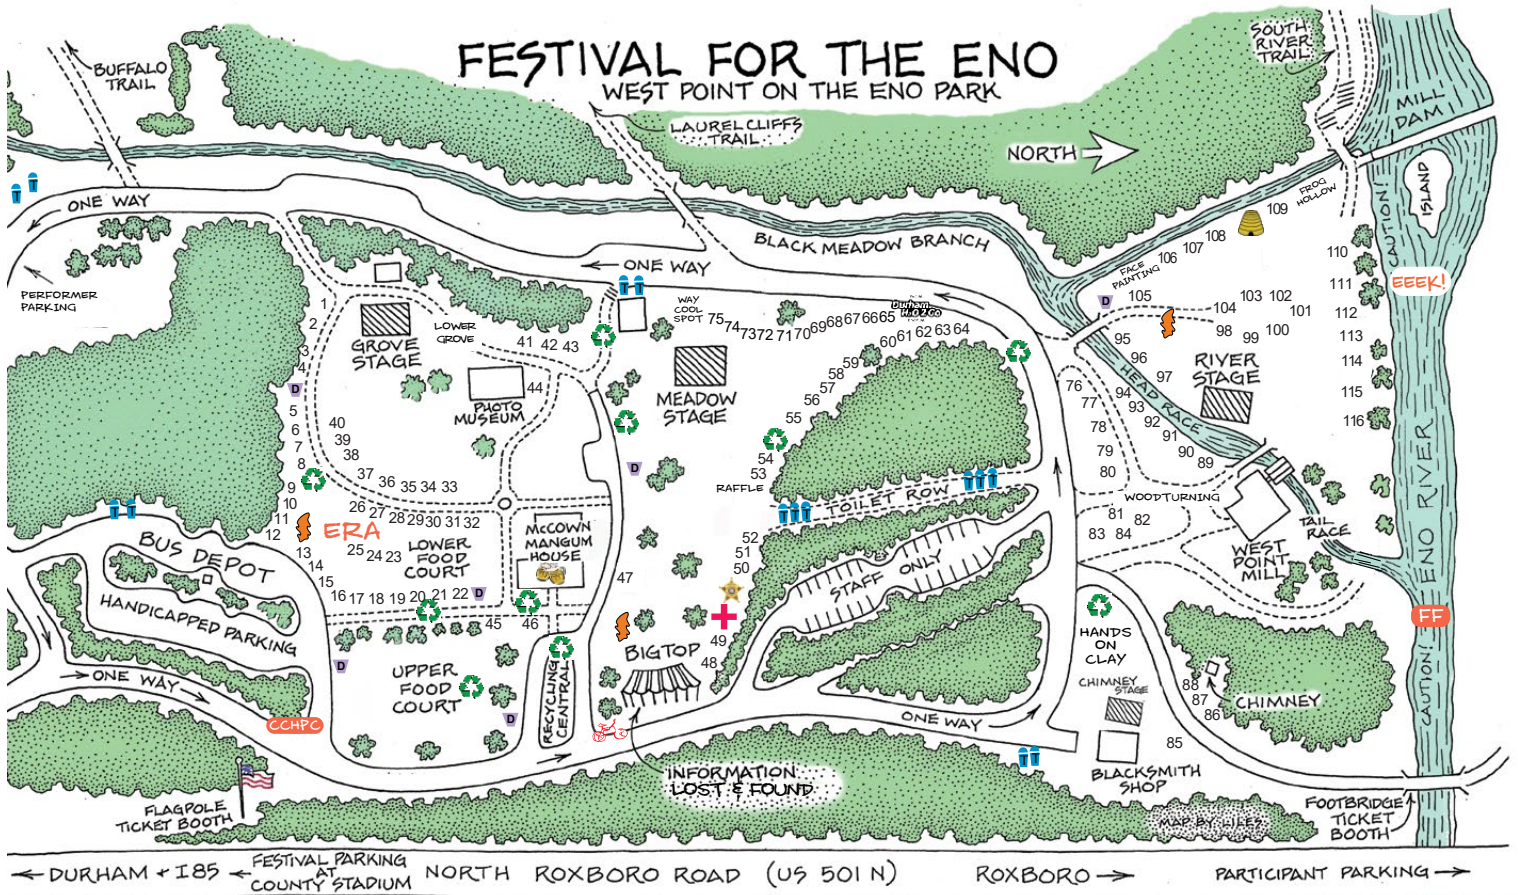 FESTIVAL FOR THE ENO
WEST POINT ON THE ENO PARK
BUFFALO
TRAIL
LAUREL CLIFFS
TRAIL
NORTH
SOUTH
RIVER
TRAIL
MILL
DAM
ISLAND
CAUTION!
FROG
HOLLOW
ONE WAY
PERFORMER
PARKING
BLACK MEADOW BRANCH
ONE WAY
FACE
PAINTING
109
108
107
106
105
104
103 102
101
100
99
98
110
111
112
113
114
115
116
EEEK!
D
1
2
3
4
D
5
6
7
8
9
10
11
12
13
14
15
16 17 18 19 20 21 22
D
GROVE
STAGE
LOWER
GROVE
41 42 43
44
PHOTO
MUSEUM
40
39
38
37
36 35 34 33
26 27 28 29 30 31 32
25 24 23
ERA
LOWER
FOOD
COURT
McCOWN
MANGUM
HOUSE
45
46
47
T T
WAY
COOL
SPOT
75 74 73 72 71 70 69 68 67 66 65
Durham
H2O Co
64
63
62
61
60
59
58
57
56
55
54
53
RAFFLE
52
51
50
49
48
MEADOW
STAGE
D
TOILET ROW
T T T
T T T
STAFF ONLY
RIVER
STAGE
95
96
97
94
93
92
91
90
89
HEAD RACE
76
77
78
79
80
WOODTURNING
81
82
83 84
WEST
POINT
MILL
TAIL
RACE
ENO RIVER
FF
CAUTION!
BUS DEPOT
HANDICAPPED PARKING
ONE WAY
CCHPC
D
UPPER
FOOD
COURT
D
RECYCLING
CENTRAL
BIGTOP
INFORMATION
LOST & FOUND
ONE WAY
HANDS
ON
CLAY
CHIMNEY
STAGE
88
87
86
85
CHIMNEY
BLACKSMITH
SHOP
MAP BY LILES
FLAGPOLE
TICKET BOOTH
FOOTBRIDGE
TICKET
BOOTH
DURHAM + I85
FESTIVAL PARKING
AT
COUNTY STADIUM
NORTH ROXBORO ROAD (US 501 N)
ROXBORO
PARTICIPANT PARKING